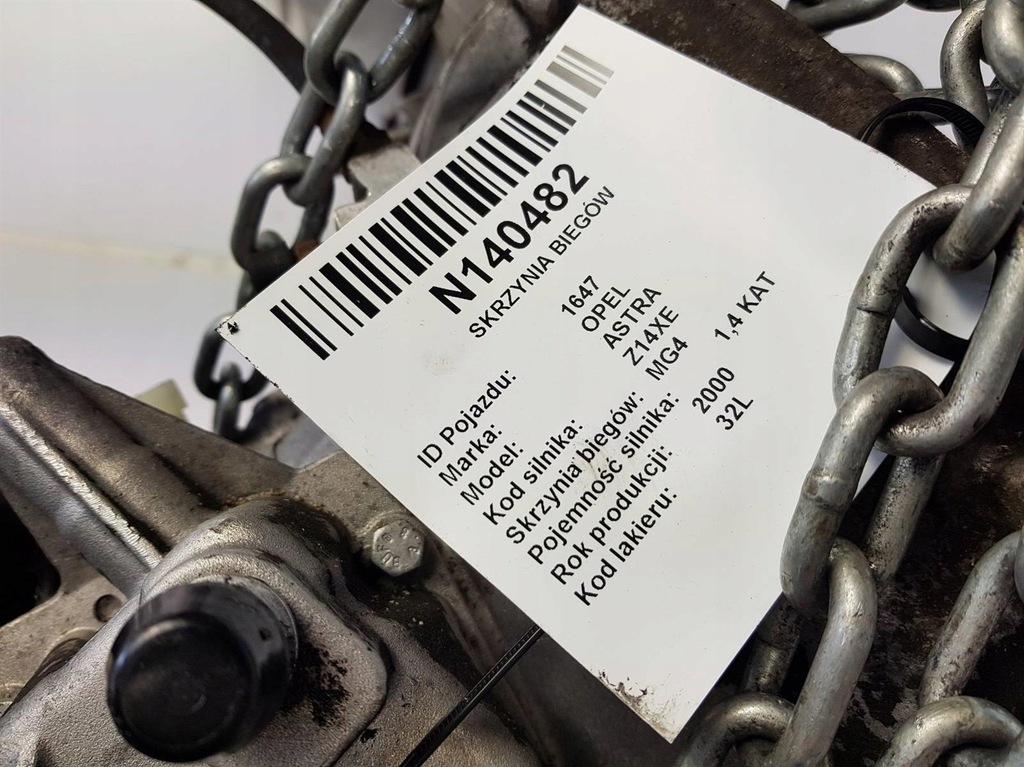 N140482
SKRZYNIA BIEGÓW
ID Pojazdu: 1647
Marka: OPEL
Model: ASTRA
Kod silnika: Z14XE
Skrzynia biegów: MG4
Pojemność silnika: 1,4 KAT
Rok produkcji: 2000
Kod lakieru: 32L